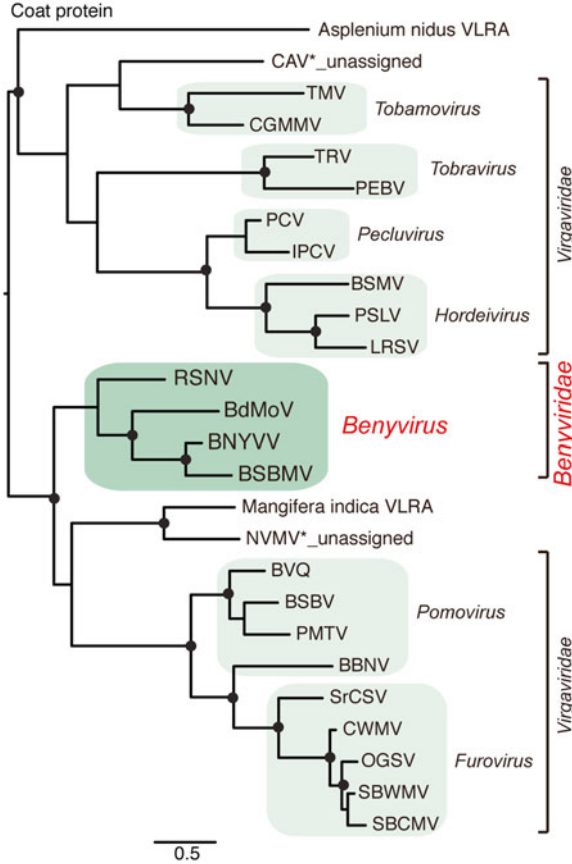 Coat protein
Asplenium nidus VLRA
CAV*_unassigned
TMV
Tobamovirus
CGMMV
TRV
Tobravirus
PEBV
PCV
Pecluvirus
IPCV
BSMV
PSLV
Hordeivirus
LRSV
Virgaviridae
RSNV
BdMoV
Benyvirus
BNYVV
BSBMV
Benyviridae
Mangifera indica VLRA
NVMV*_unassigned
BVQ
BSBV
Pomovirus
PMTV
BBNV
SrCSV
CWMV
OGSV
Furovirus
SBWMV
SBCMV
Virgaviridae
0.5